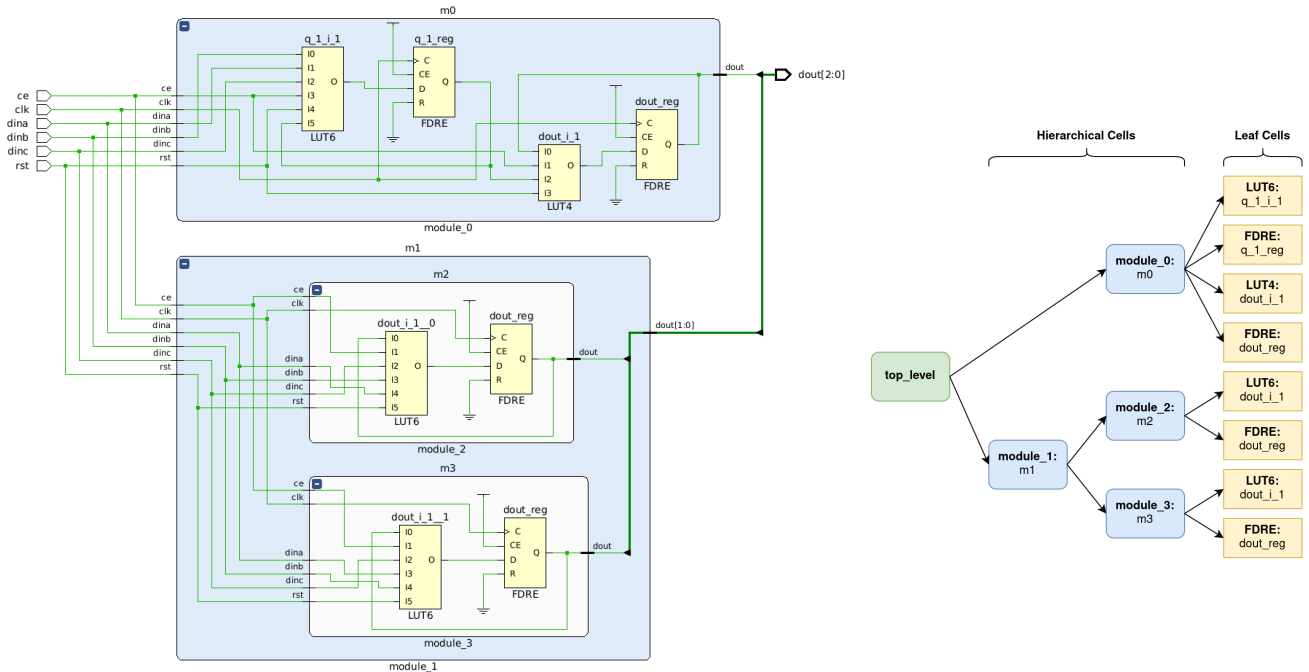 m0
q_1_i_1
I0
I1
I2
I3
I4
I5
O
LUT6
q_1_reg
C
CE
D
R
Q
FDRE
dout_i_1
I0
I1
I2
I3
O
LUT4
dout_reg
C
CE
D
R
Q
FDRE
dout
dout[2:0]
ce
clk
dina
dinb
dinc
rst
ce
clk
dina
dinb
dinc
rst
module_0
m1
ce
clk
dina
dinb
dinc
rst
m2
ce
clk
dina
dinb
dinc
rst
dout_i_1__0
I0
I1
I2
I3
I4
I5
O
LUT6
dout_reg
C
CE
D
R
Q
FDRE
dout
dout[1:0]
module_2
m3
ce
clk
dina
dinb
dinc
rst
dout_i_1__1
I0
I1
I2
I3
I4
I5
O
LUT6
dout_reg
C
CE
D
R
Q
FDRE
dout
module_3
module_1
Hierarchical Cells
Leaf Cells
top_level
module_0:
m0
module_1:
m1
module_2:
m2
module_3:
m3
LUT6:
q_1_i_1
FDRE:
q_1_reg
LUT4:
dout_i_1
FDRE:
dout_reg
LUT6:
dout_i_1
FDRE:
dout_reg
LUT6:
dout_i_1
FDRE:
dout_reg